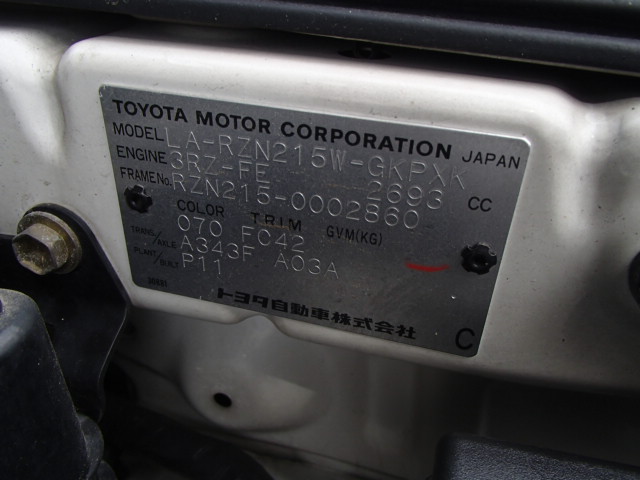 TOYOTA MOTOR CORPORATION JAPAN
MODEL LA-RZN215W-GKPXK
ENGINE 3RZ-FE 2693 CC
FRAME No. RZN215-0002860
COLOR TRIM GVM(KG)
070 FC42
TRANS/AXLE A343F A03A
PLANT/BUILT P11
トヨタ自動車株式会社 C